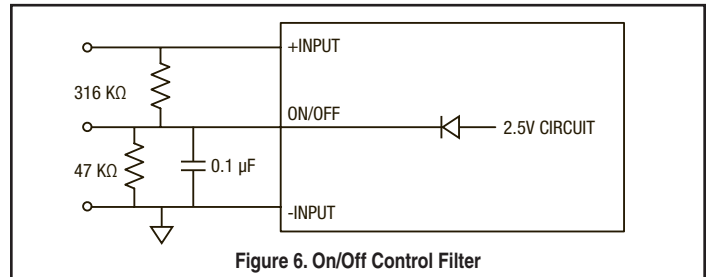 +INPUT
316 KΩ
ON/OFF
2.5V CIRCUIT
47 KΩ
0.1 µF
-INPUT
Figure 6. On/Off Control Filter